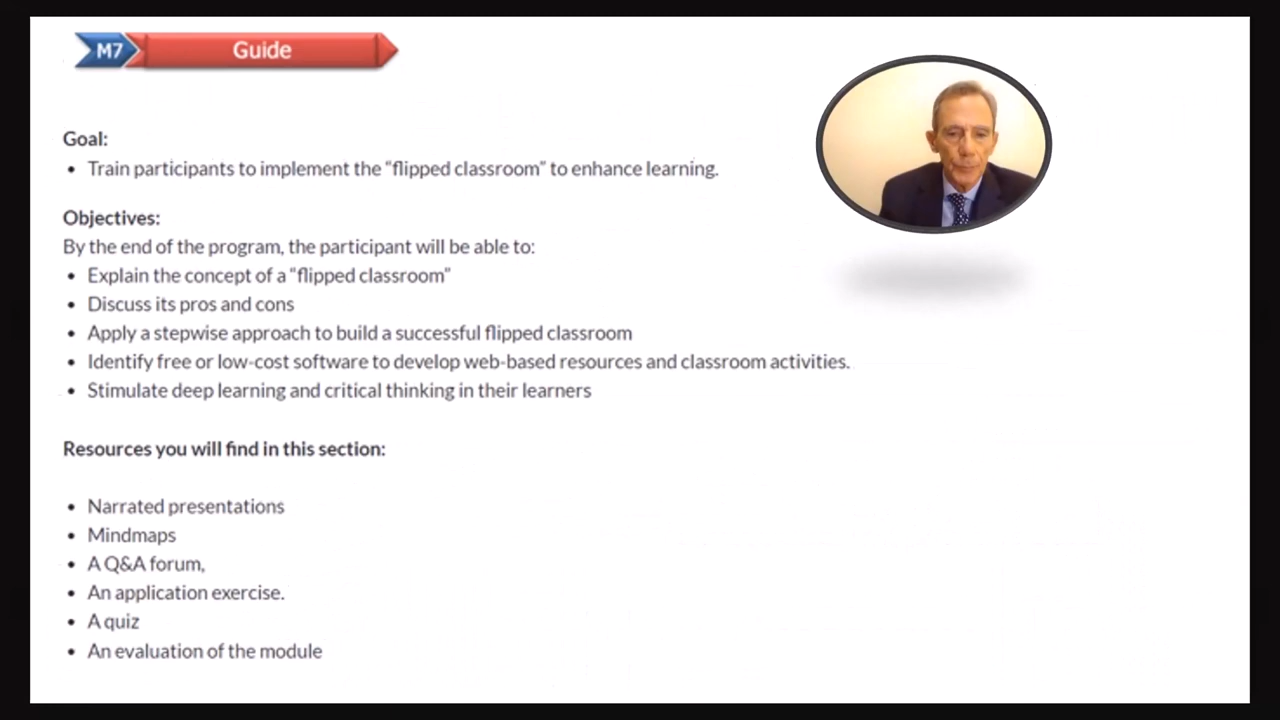 M7 Guide
Goal:
• Train participants to implement the “flipped classroom” to enhance learning.
Objectives:
By the end of the program, the participant will be able to:
• Explain the concept of a “flipped classroom”
• Discuss its pros and cons
• Apply a stepwise approach to build a successful flipped classroom
• Identify free or low-cost software to develop web-based resources and classroom activities.
• Stimulate deep learning and critical thinking in their learners
Resources you will find in this section:
• Narrated presentations
• Mindmaps
• A Q&A forum,
• An application exercise.
• A quiz
• An evaluation of the module